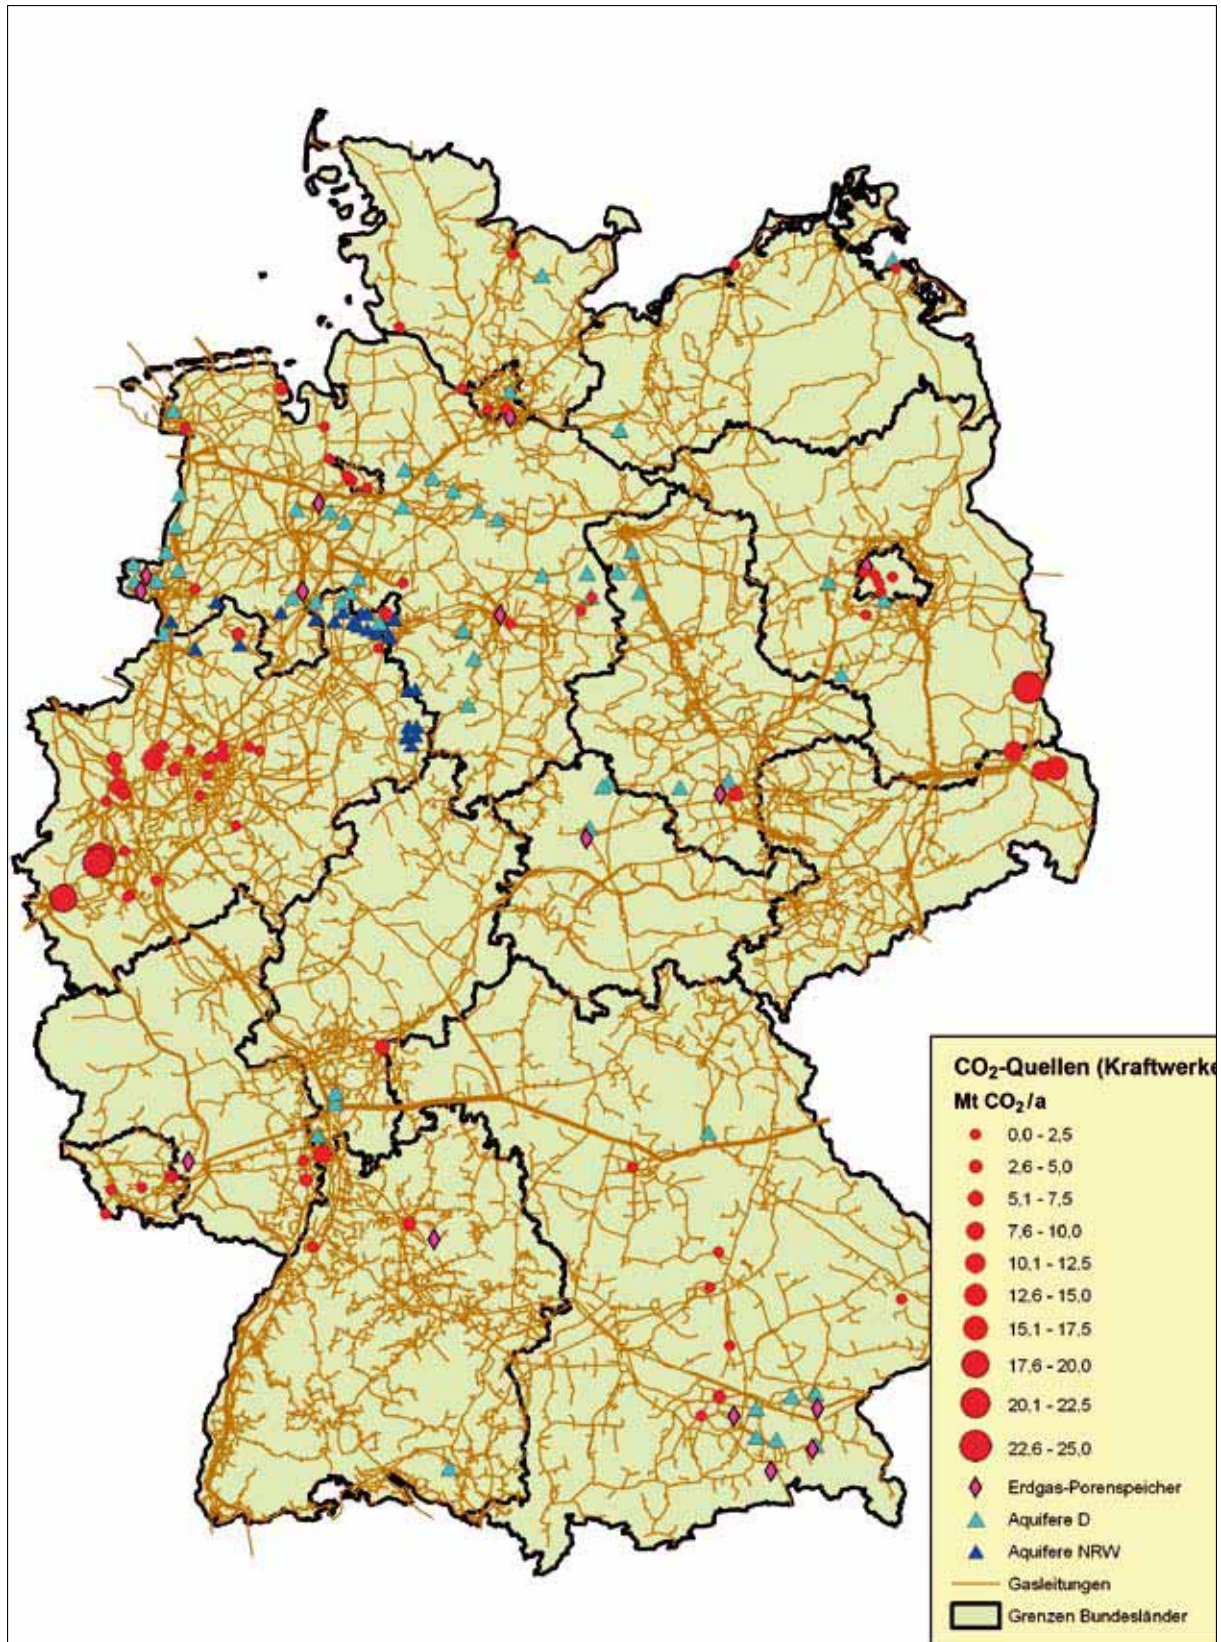 CO₂-Quellen (Kraftwerke
Mt CO₂/a
0,0 - 2,5
2,6 - 5,0
5,1 - 7,5
7,6 - 10,0
10,1 - 12,5
12,6 - 15,0
15,1 - 17,5
17,6 - 20,0
20,1 - 22,5
22,6 - 25,0
Erdgas-Porenspeicher
Aquifere D
Aquifere NRW
Gasleitungen
Grenzen Bundesländer